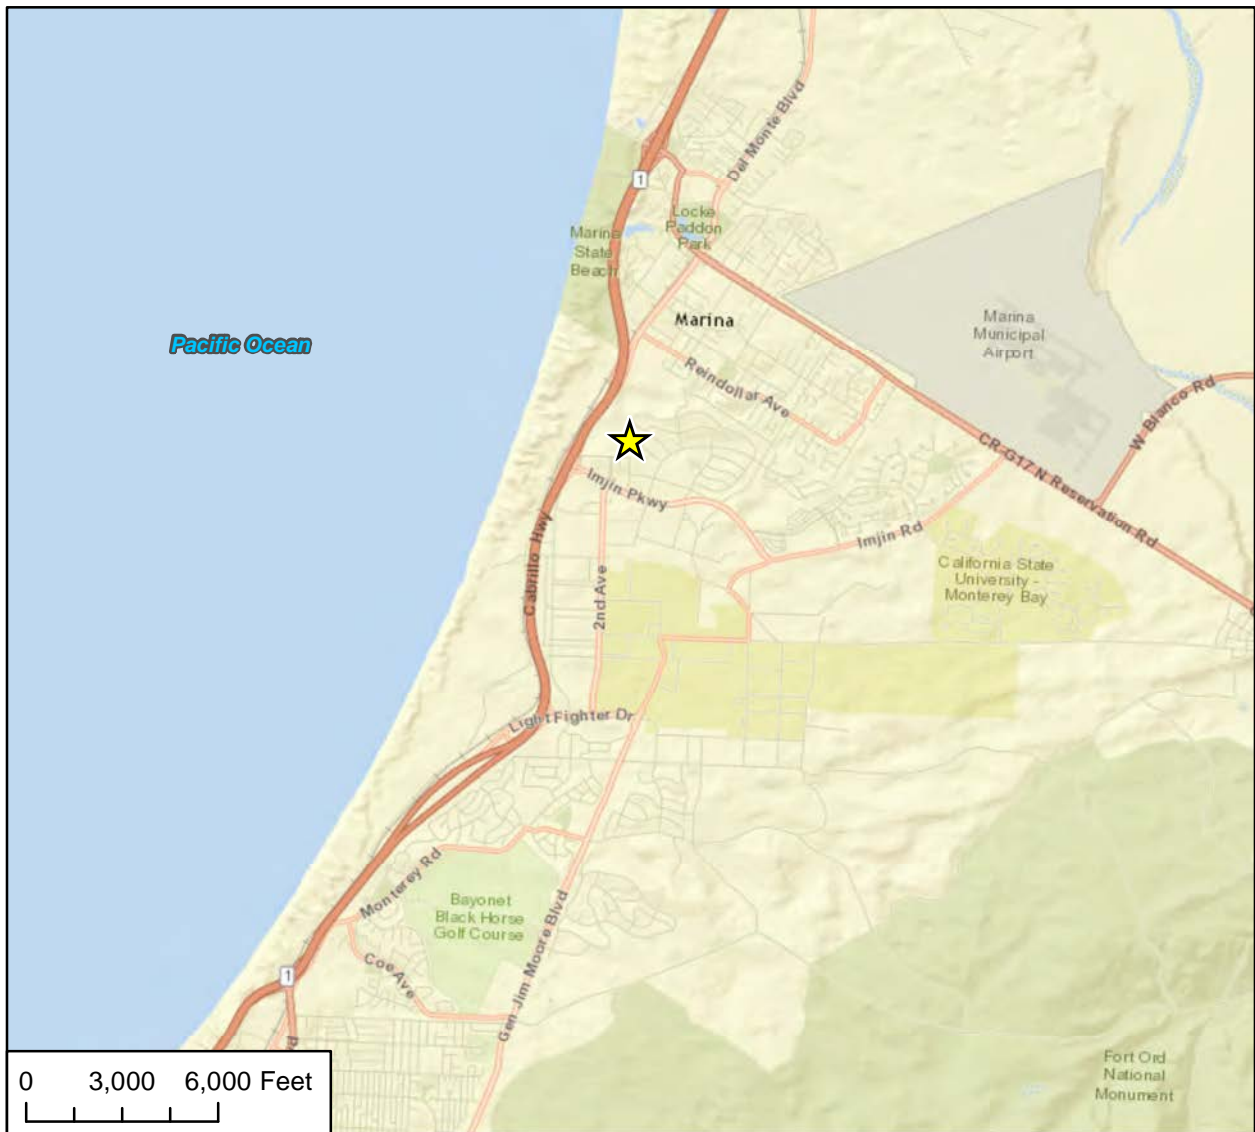 Del Monte Blvd
1
Locke
Paddon
Park
Marina
State
Beach
Marina
Marina
Municipal
Airport
Pacific Ocean
Reindollar Ave
W Blanco Rd
CR-G17 N Reservation Rd
Imjin Pkwy
Imjin Rd
Cabrillo Hwy
2nd Ave
California State
University -
Monterey Bay
Light Fighter Dr
Monterey Rd
Bayonet
Black Horse
Golf Course
Gen Jim Moore Blvd
Coe Ave
1
Fort Ord
National
Monument
0 3,000 6,000 Feet